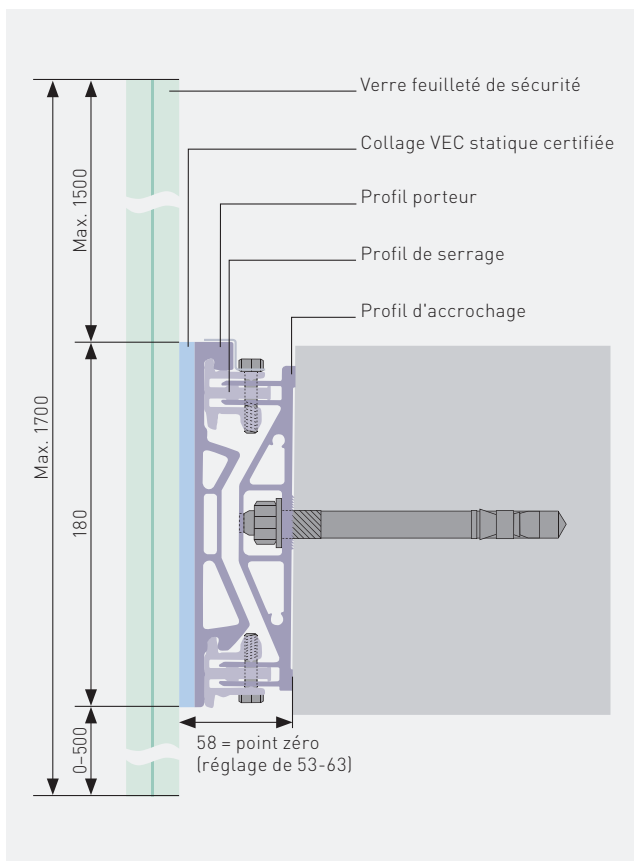 Verre feuilleté de sécurité
Collage VEC statique certifiée
Profil porteur
Profil de serrage
Profil d'accrochage
Max. 1500
Max. 1700
180
0–500
58 = point zéro
(réglage de 53-63)